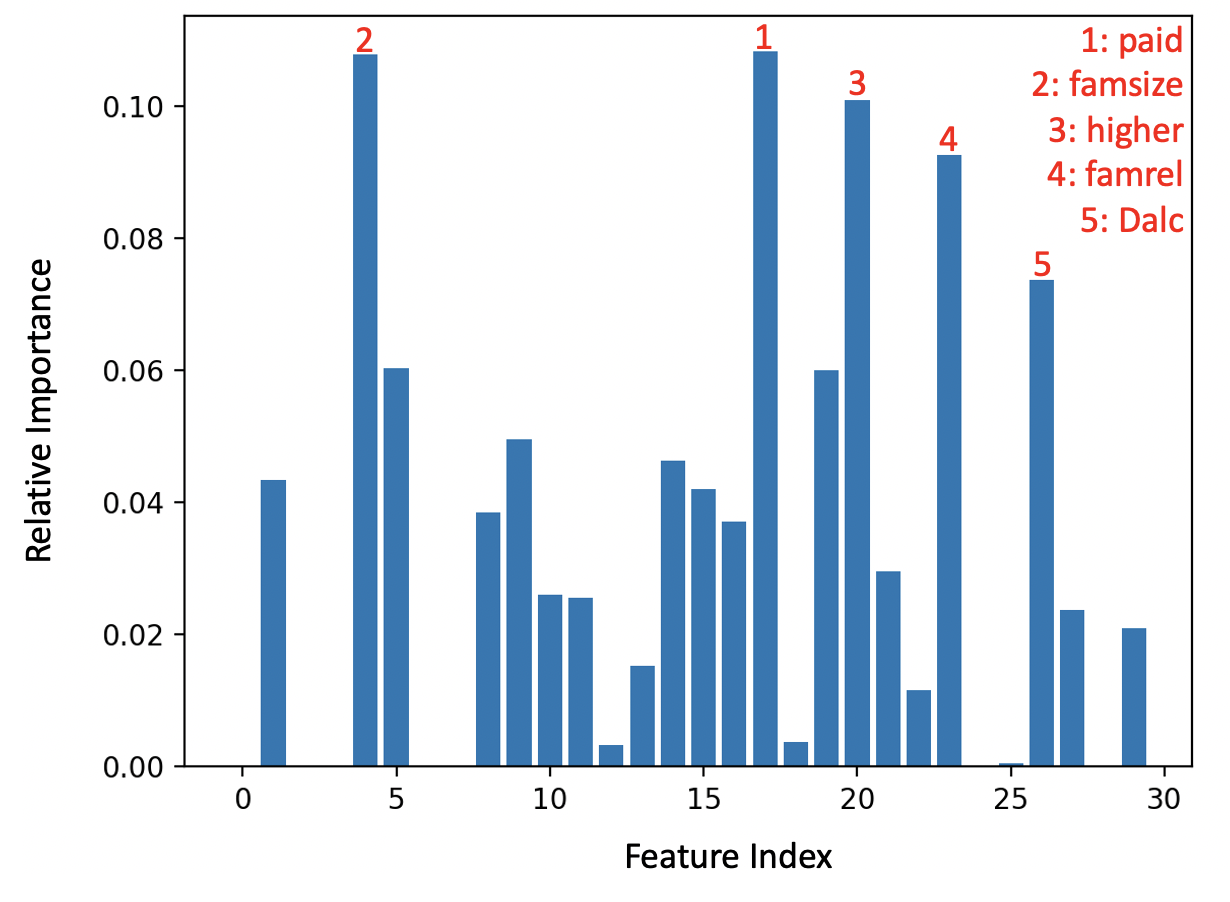 2
1
3
4
5
1: paid
2: famsize
3: higher
4: famrel
5: Dalc
Relative Importance
0.10
0.08
0.06
0.04
0.02
0.00
0 5 10 15 20 25 30
Feature Index